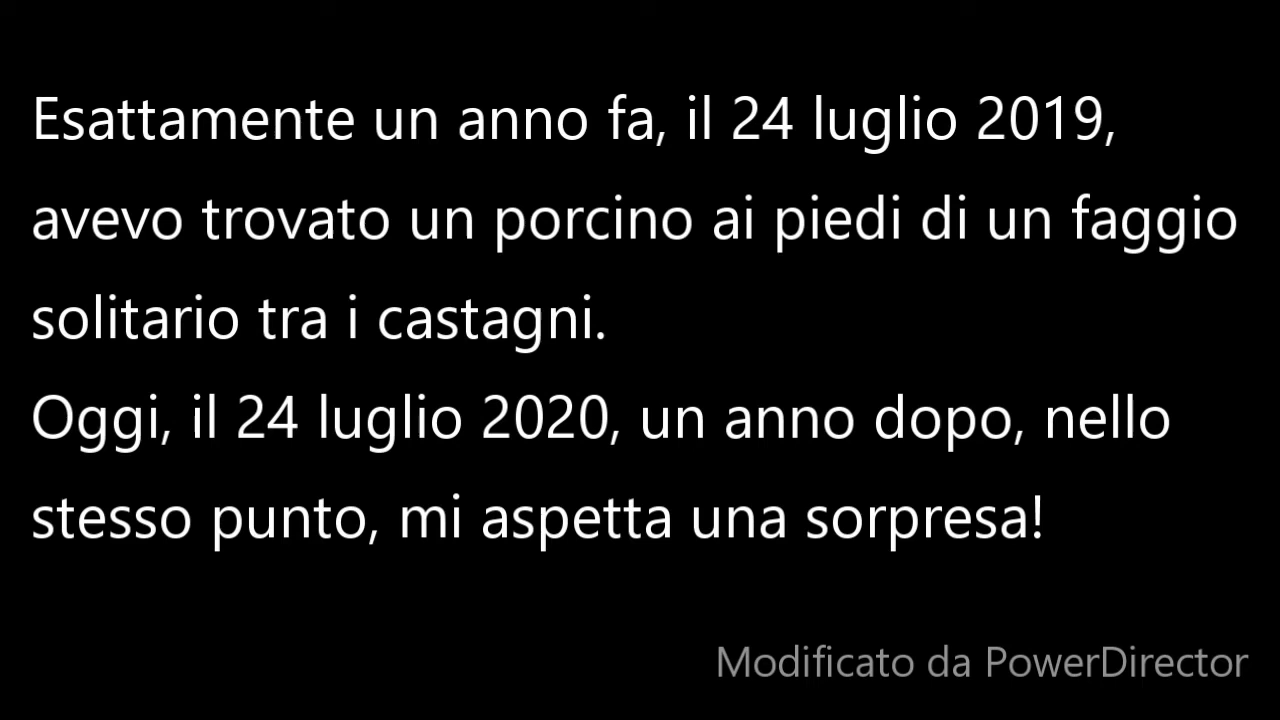 Esattamente un anno fa, il 24 luglio 2019,
avevo trovato un porcino ai piedi di un faggio
solitario tra i castagni.
Oggi, il 24 luglio 2020, un anno dopo, nello
stesso punto, mi aspetta una sorpresa!
Modificato da PowerDirector